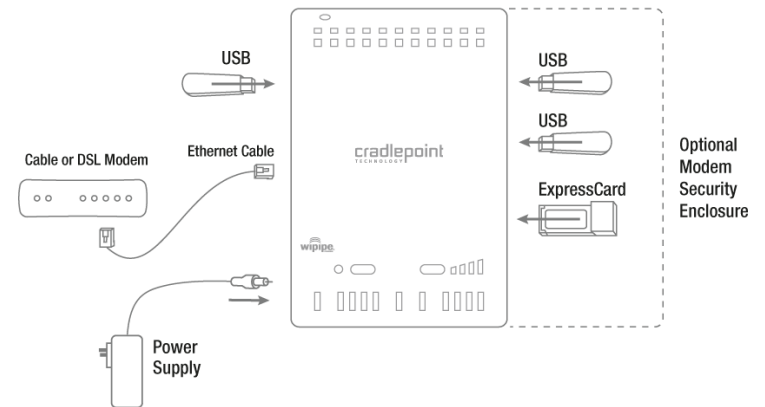 USB
USB
USB
Cable or DSL Modem
Ethernet Cable
cradlepoint
TECHNOLOGY
ExpressCard
Optional
Modem
Security
Enclosure
wipipe
Power
Supply